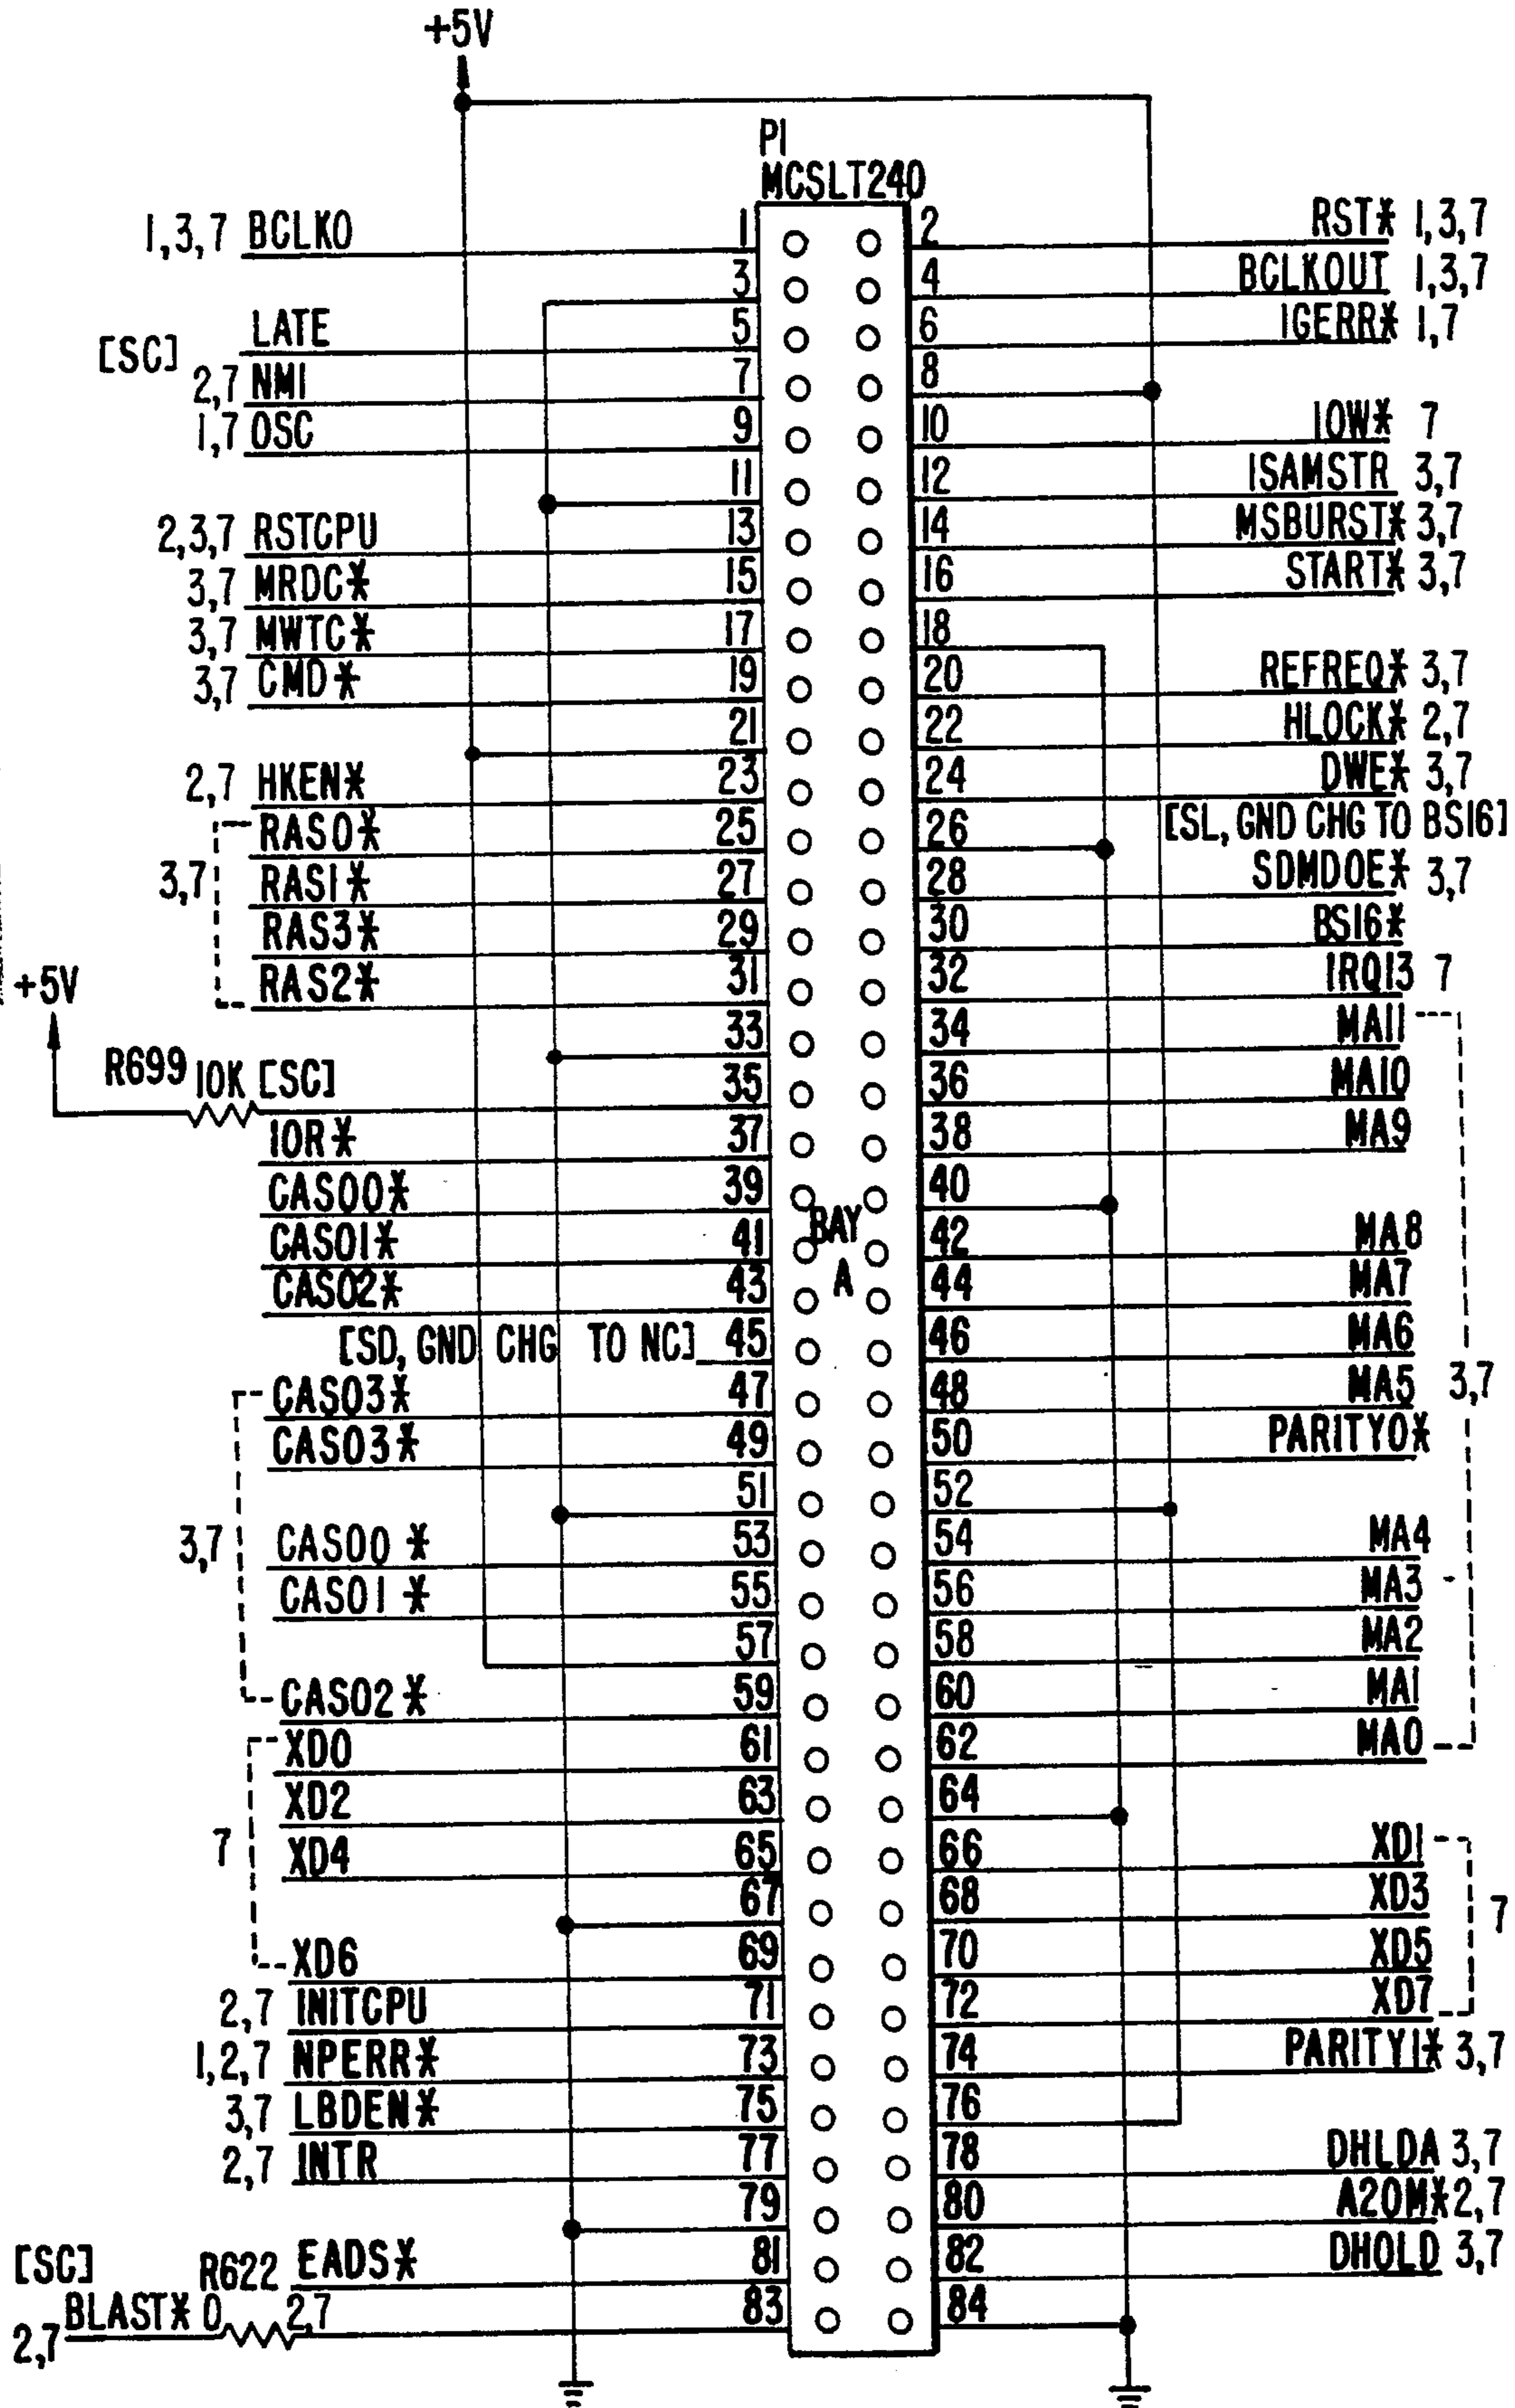 +5V
P1
MCSLT240
1,3,7 BCLKO 1 2 RST* 1,3,7
3 4 BCLKOUT 1,3,7
[SC] LATE 5 6 IGERR* 1,7
2,7 NMI 7 8
1,7 OSC 9 10 IOW* 7
11 12 ISAMSTR 3,7
2,3,7 RSTCPU 13 14 MSBURST* 3,7
3,7 MRDC* 15 16 START* 3,7
3,7 MWTC* 17 18
3,7 CMD* 19 20 REFREQ* 3,7
21 22 HLOCK* 2,7
2,7 HKEN* 23 24 DWE* 3,7
RAS0* 25 26 [SL, GND CHG TO BS16]
3,7 RAS1* 27 28 SDMDOE* 3,7
RAS3* 29 30 BS16*
+5V RAS2* 31 32 IRQ13 7
33 34 MA11
R699 10K [SC] 35 36 MA10
IOR* 37 38 MA9
CAS00* 39 40
BAY
CAS01* 41 42 MA8
A
CAS02* 43 44 MA7
[SD, GND CHG TO NC] 45 46 MA6
CAS03* 47 48 MA5 3,7
CAS03* 49 50 PARITY0*
51 52
3,7 CAS00* 53 54 MA4
CAS01* 55 56 MA3
57 58 MA2
CAS02* 59 60 MA1
XD0 61 62 MA0
XD2 63 64
7 XD4 65 66 XD1
67 68 XD3 7
XD6 69 70 XD5
2,7 INITCPU 71 72 XD7
1,2,7 NPERR* 73 74 PARITY1* 3,7
3,7 LBDEN* 75 76
2,7 INTR 77 78 DHLDA 3,7
79 80 A20M* 2,7
[SC] R622 EADS* 81 82 DHOLD 3,7
2,7 BLAST* 0 2,7 83 84